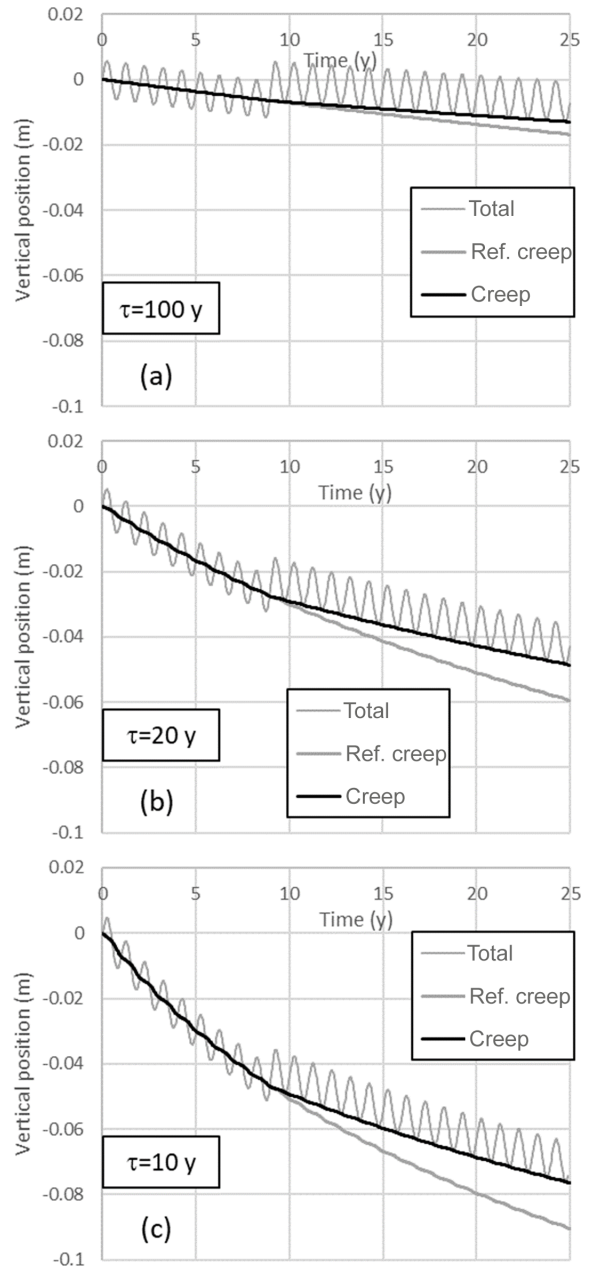 0.02
0 5 10 15 20 25
Time (y)
0
-0.02
-0.04
-0.06
-0.08
-0.1
Vertical position (m)
Total
Ref. creep
Creep
τ=100 y
(a)
0.02
0 5 10 15 20 25
Time (y)
0
-0.02
-0.04
-0.06
-0.08
-0.1
Vertical position (m)
Total
Ref. creep
Creep
τ=20 y
(b)
0.02
0 5 10 15 20 25
Time (y)
0
-0.02
-0.04
-0.06
-0.08
-0.1
Vertical position (m)
Total
Ref. creep
Creep
τ=10 y
(c)